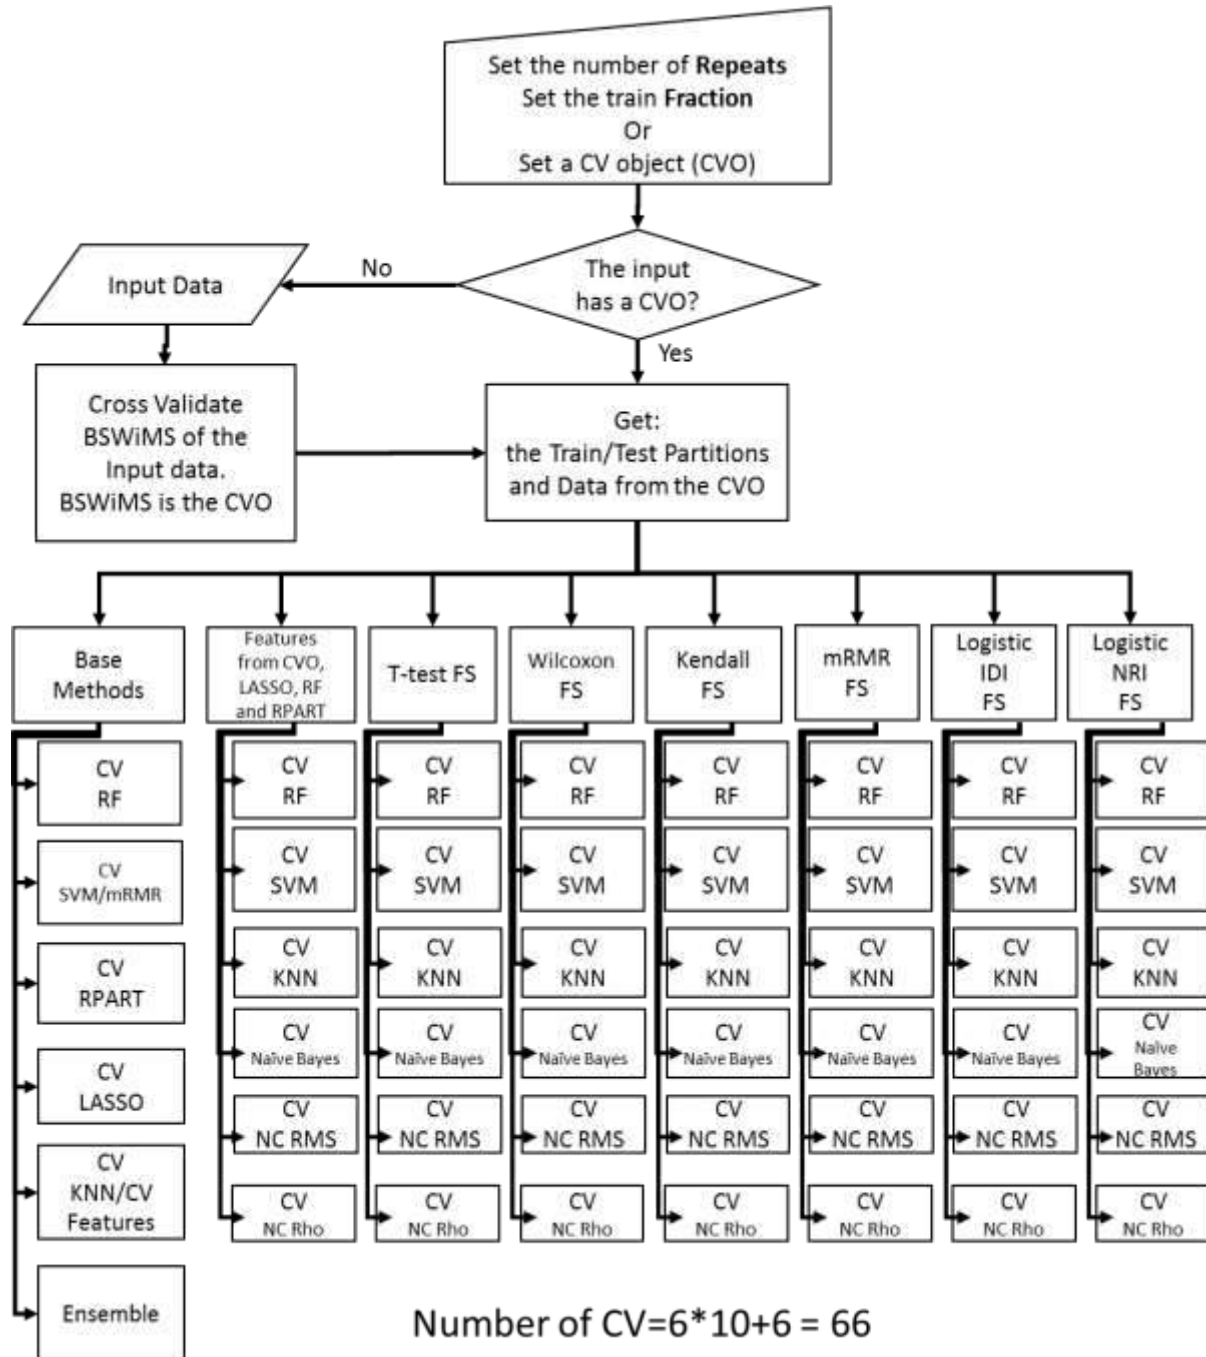 Set the number of Repeats
Set the train Fraction
Or
Set a CV object (CVO)
The input
has a CVO?
No
Input Data
Yes
Cross Validate
BSWiMS of the
Input data.
BSWiMS is the CVO
Get:
the Train/Test Partitions
and Data from the CVO
Base
Methods
Features
from CVO,
LASSO, RF
and RPART
T-test FS
Wilcoxon
FS
Kendall
FS
mRMR
FS
Logistic
IDI
FS
Logistic
NRI
FS
CV
RF
CV
SVM/mRMR
CV
RPART
CV
LASSO
CV
KNN/CV
Features
Ensemble
CV
RF
CV
SVM
CV
KNN
CV
Naïve Bayes
CV
NC RMS
CV
NC Rho
CV
RF
CV
SVM
CV
KNN
CV
Naïve Bayes
CV
NC RMS
CV
NC Rho
CV
RF
CV
SVM
CV
KNN
CV
Naïve Bayes
CV
NC RMS
CV
NC Rho
CV
RF
CV
SVM
CV
KNN
CV
Naïve Bayes
CV
NC RMS
CV
NC Rho
CV
RF
CV
SVM
CV
KNN
CV
Naïve Bayes
CV
NC RMS
CV
NC Rho
CV
RF
CV
SVM
CV
KNN
CV
Naïve Bayes
CV
NC RMS
CV
NC Rho
CV
RF
CV
SVM
CV
KNN
CV
Naïve
Bayes
CV
NC RMS
CV
NC Rho
Number of CV=6*10+6 = 66